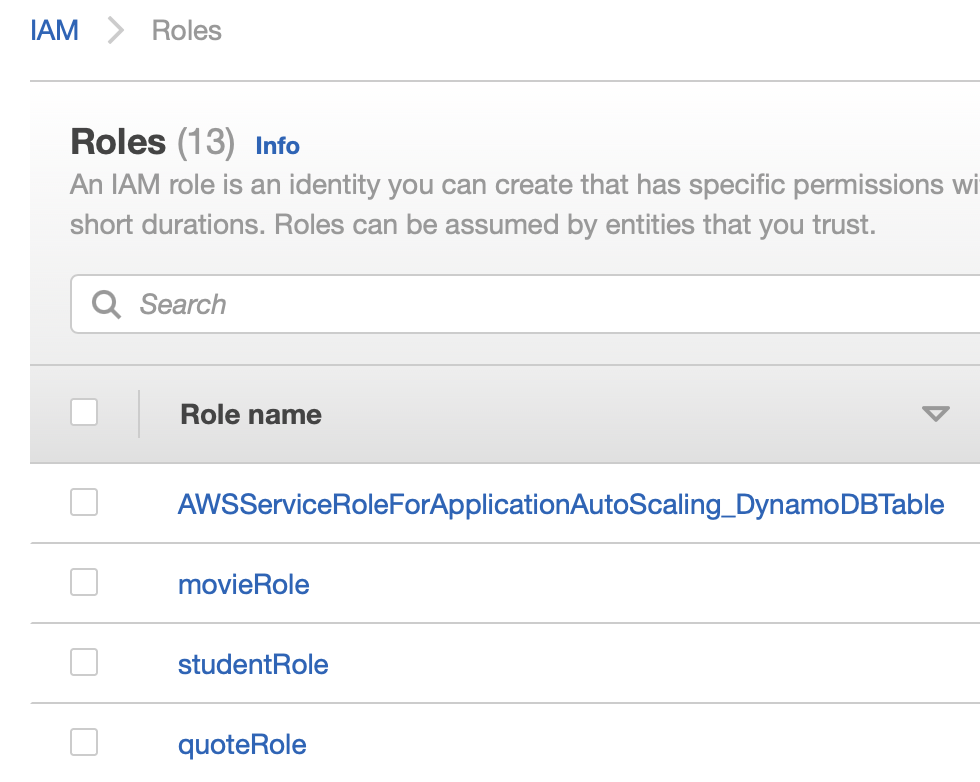 IAM > Roles
Roles (13) Info
An IAM role is an identity you can create that has specific permissions wi
short durations. Roles can be assumed by entities that you trust.
Search
Role name
AWSServiceRoleForApplicationAutoScaling_DynamoDBTable
movieRole
studentRole
quoteRole